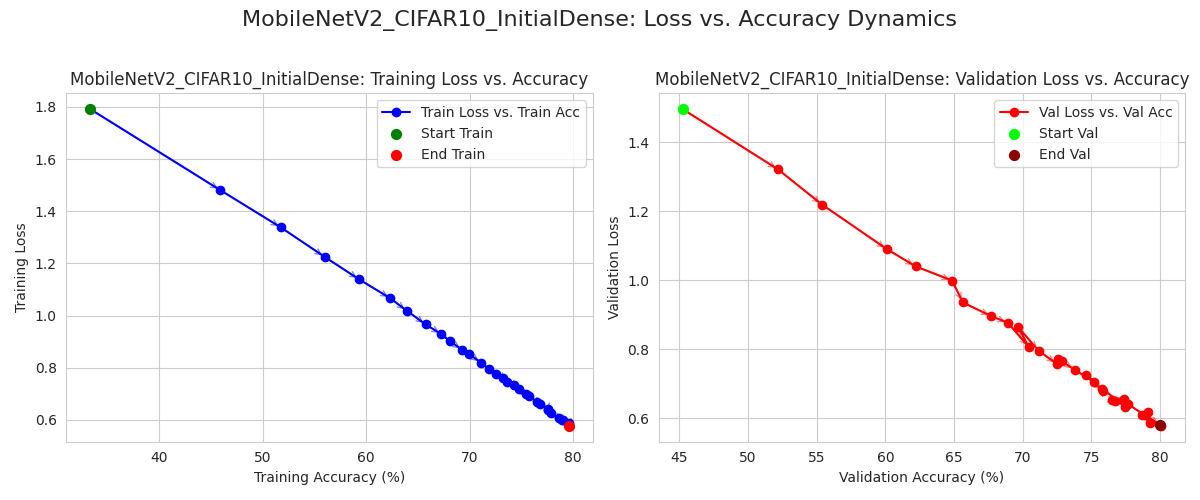 MobileNetV2_CIFAR10_InitialDense: Loss vs. Accuracy Dynamics
MobileNetV2_CIFAR10_InitialDense: Training Loss vs. Accuracy
Train Loss vs. Train Acc
Start Train
End Train
1.8
1.6
1.4
1.2
1.0
0.8
0.6
Training Loss
40
50
60
70
80
Training Accuracy (%)
MobileNetV2_CIFAR10_InitialDense: Validation Loss vs. Accuracy
Val Loss vs. Val Acc
Start Val
End Val
1.4
1.2
1.0
0.8
0.6
Validation Loss
45
50
55
60
65
70
75
80
Validation Accuracy (%)